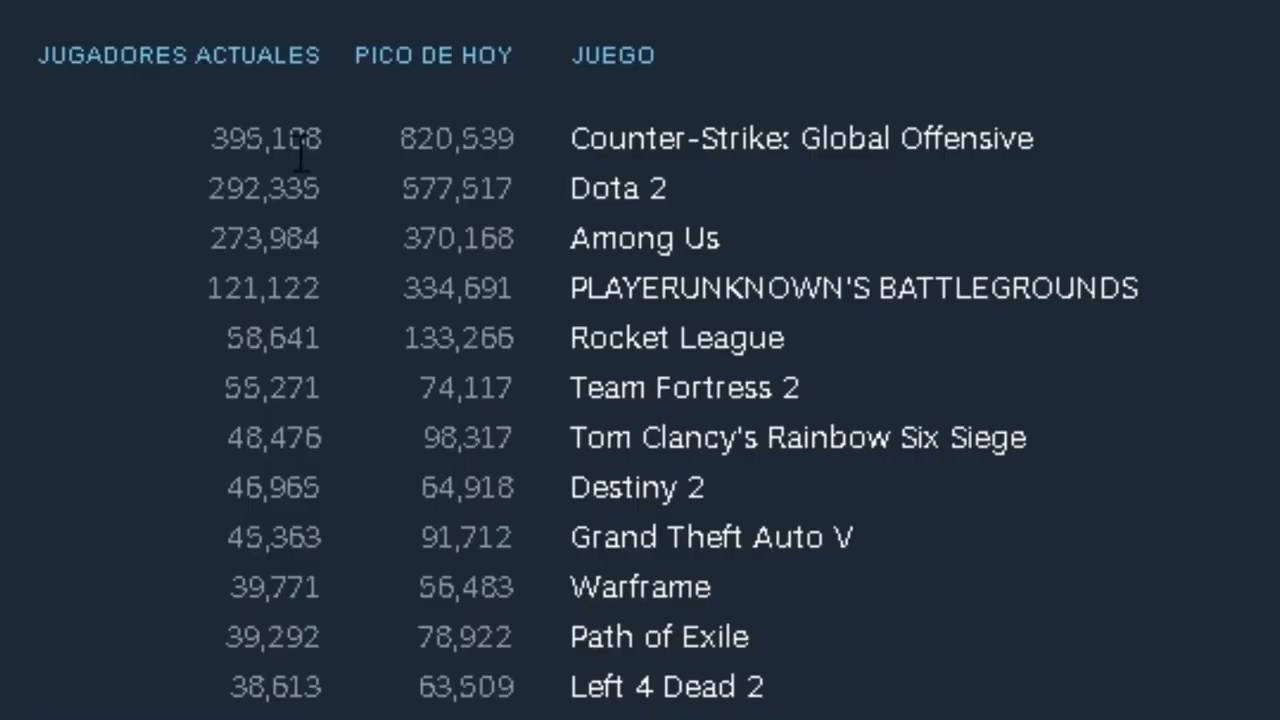 JUGADORES ACTUALES PICO DE HOY JUEGO
820,539 Counter-Strike: Global Offensive
292,335 577,517 Dota 2
273,984 370,168 Among Us
121,122 334,691 PLAYERUNKNOWN'S BATTLEGROUNDS
58,641 133,266 Rocket League
55,271 74,117 Team Fortress 2
48,476 98,317 Tom Clancy's Rainbow Six Siege
46,965 64,918 Destiny 2
45,363 91,712 Grand Theft Auto V
39,771 56,483 Warframe
39,292 78,922 Path of Exile
38,613 63,509 Left 4 Dead 2